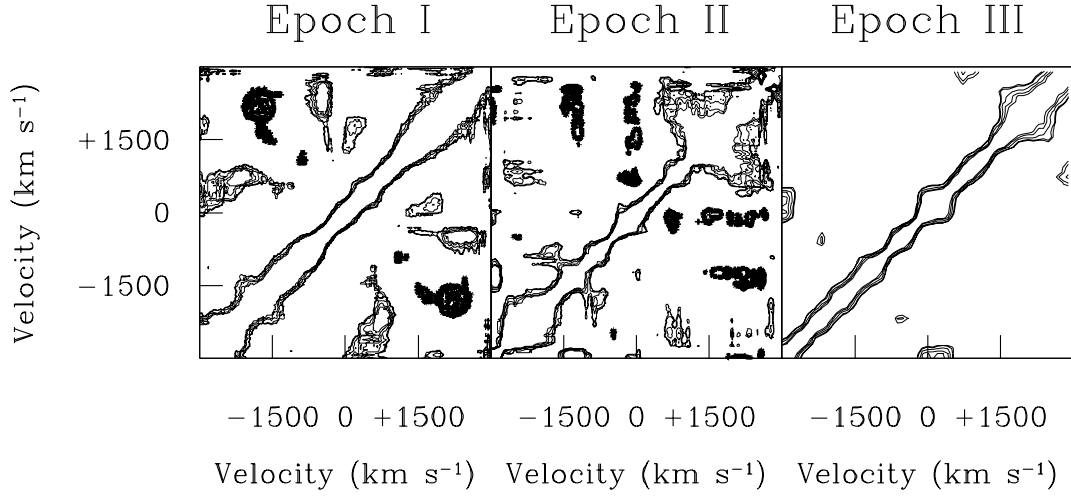 Epoch I Epoch II Epoch III
Velocity (km s⁻¹)
+1500
0
−1500
−1500 0 +1500 −1500 0 +1500 −1500 0 +1500
Velocity (km s⁻¹) Velocity (km s⁻¹) Velocity (km s⁻¹)